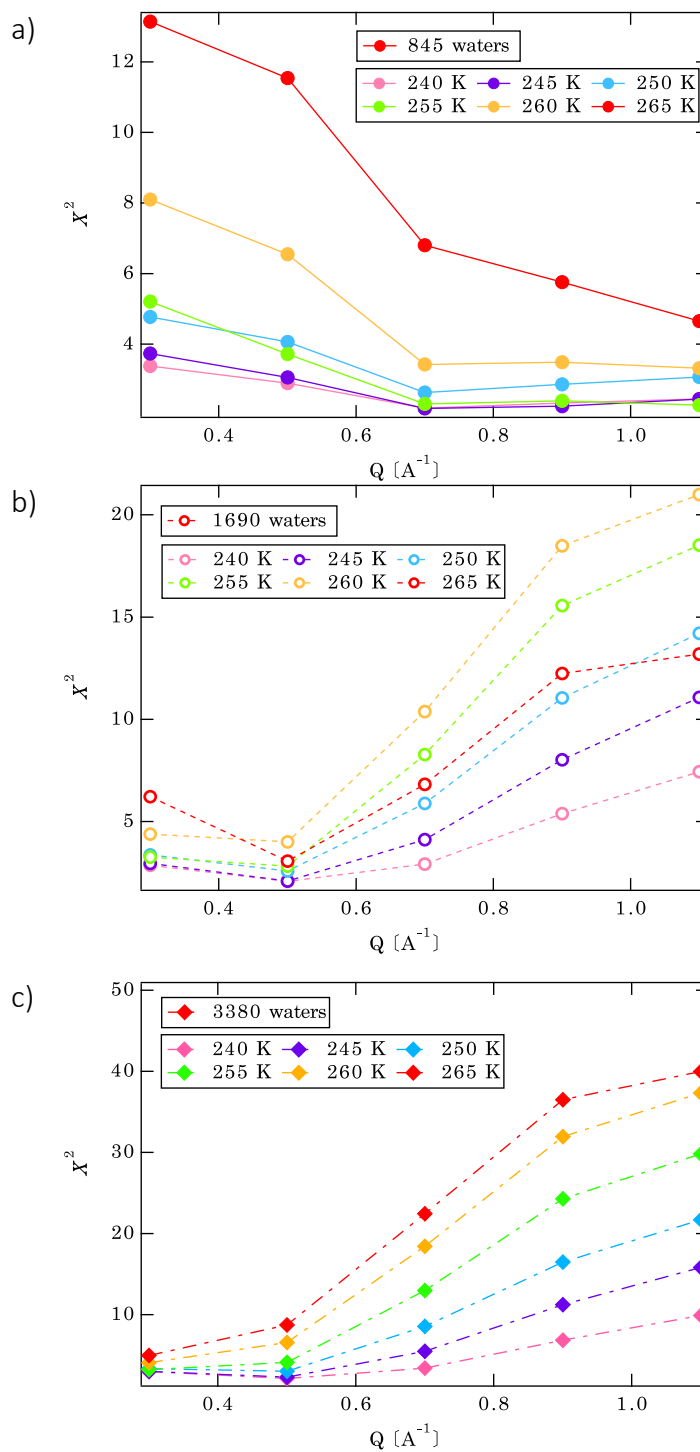 a)
845 waters
240 K 245 K 250 K
255 K 260 K 265 K
12
10
8
6
4
X²
0.4 0.6 0.8 1.0
Q [A⁻¹]
b)
1690 waters
240 K 245 K 250 K
255 K 260 K 265 K
20
15
10
5
X²
0.4 0.6 0.8 1.0
Q [A⁻¹]
c)
3380 waters
240 K 245 K 250 K
255 K 260 K 265 K
50
40
30
20
10
X²
0.4 0.6 0.8 1.0
Q [A⁻¹]